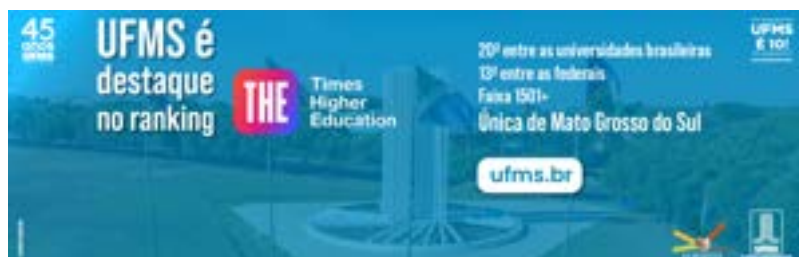 45
anos
UFMS
UFMS é
destaque
no ranking
THE
Times
Higher
Education
20º entre as universidades brasileiras
13º entre as federais
Faixa 1501+
Única de Mato Grosso do Sul
ufms.br
UFMS
É 10!